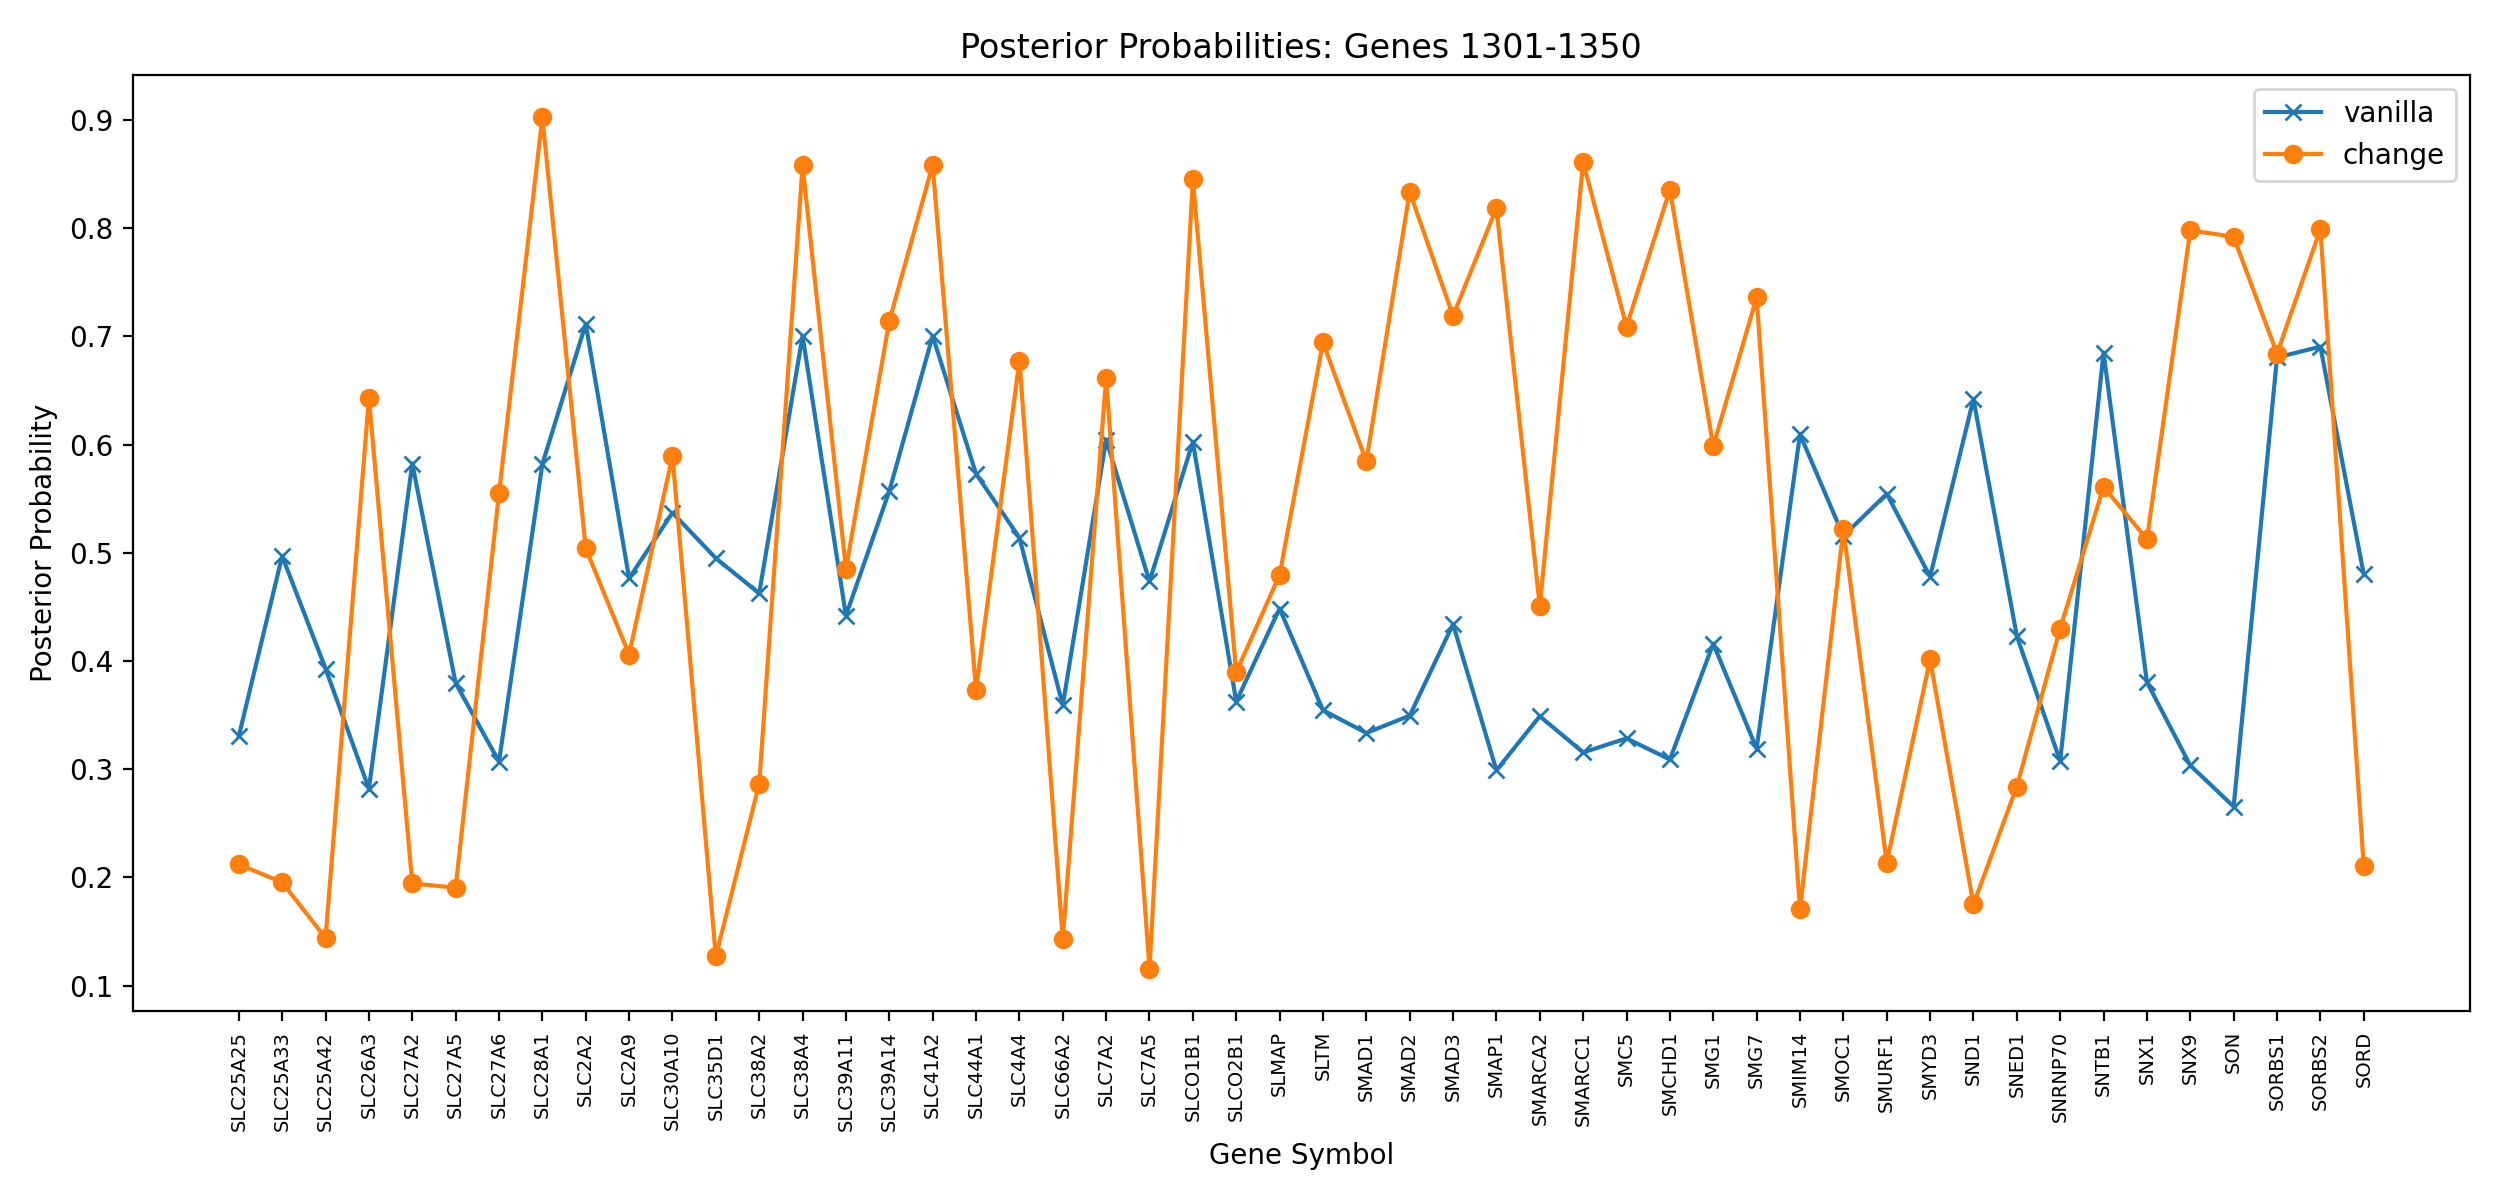 Posterior Probabilities: Genes 1301-1350
vanilla
change
Posterior Probability
0.9
0.8
0.7
0.6
0.5
0.4
0.3
0.2
0.1
SLC25A25
SLC25A33
SLC25A42
SLC26A3
SLC27A2
SLC27A5
SLC27A6
SLC28A1
SLC2A2
SLC2A9
SLC30A10
SLC35D1
SLC38A2
SLC38A4
SLC39A11
SLC39A14
SLC41A2
SLC44A1
SLC4A4
SLC66A2
SLC7A2
SLC7A5
SLCO1B1
SLCO2B1
SLMAP
SLTM
SMAD1
SMAD2
SMAD3
SMAP1
SMARCA2
SMARCC1
SMC5
SMCHD1
SMG1
SMG7
SMIM14
SMOC1
SMURF1
SMYD3
SND1
SNED1
SNRNP70
SNTB1
SNX1
SNX9
SON
SORBS1
SORBS2
SORD
Gene Symbol